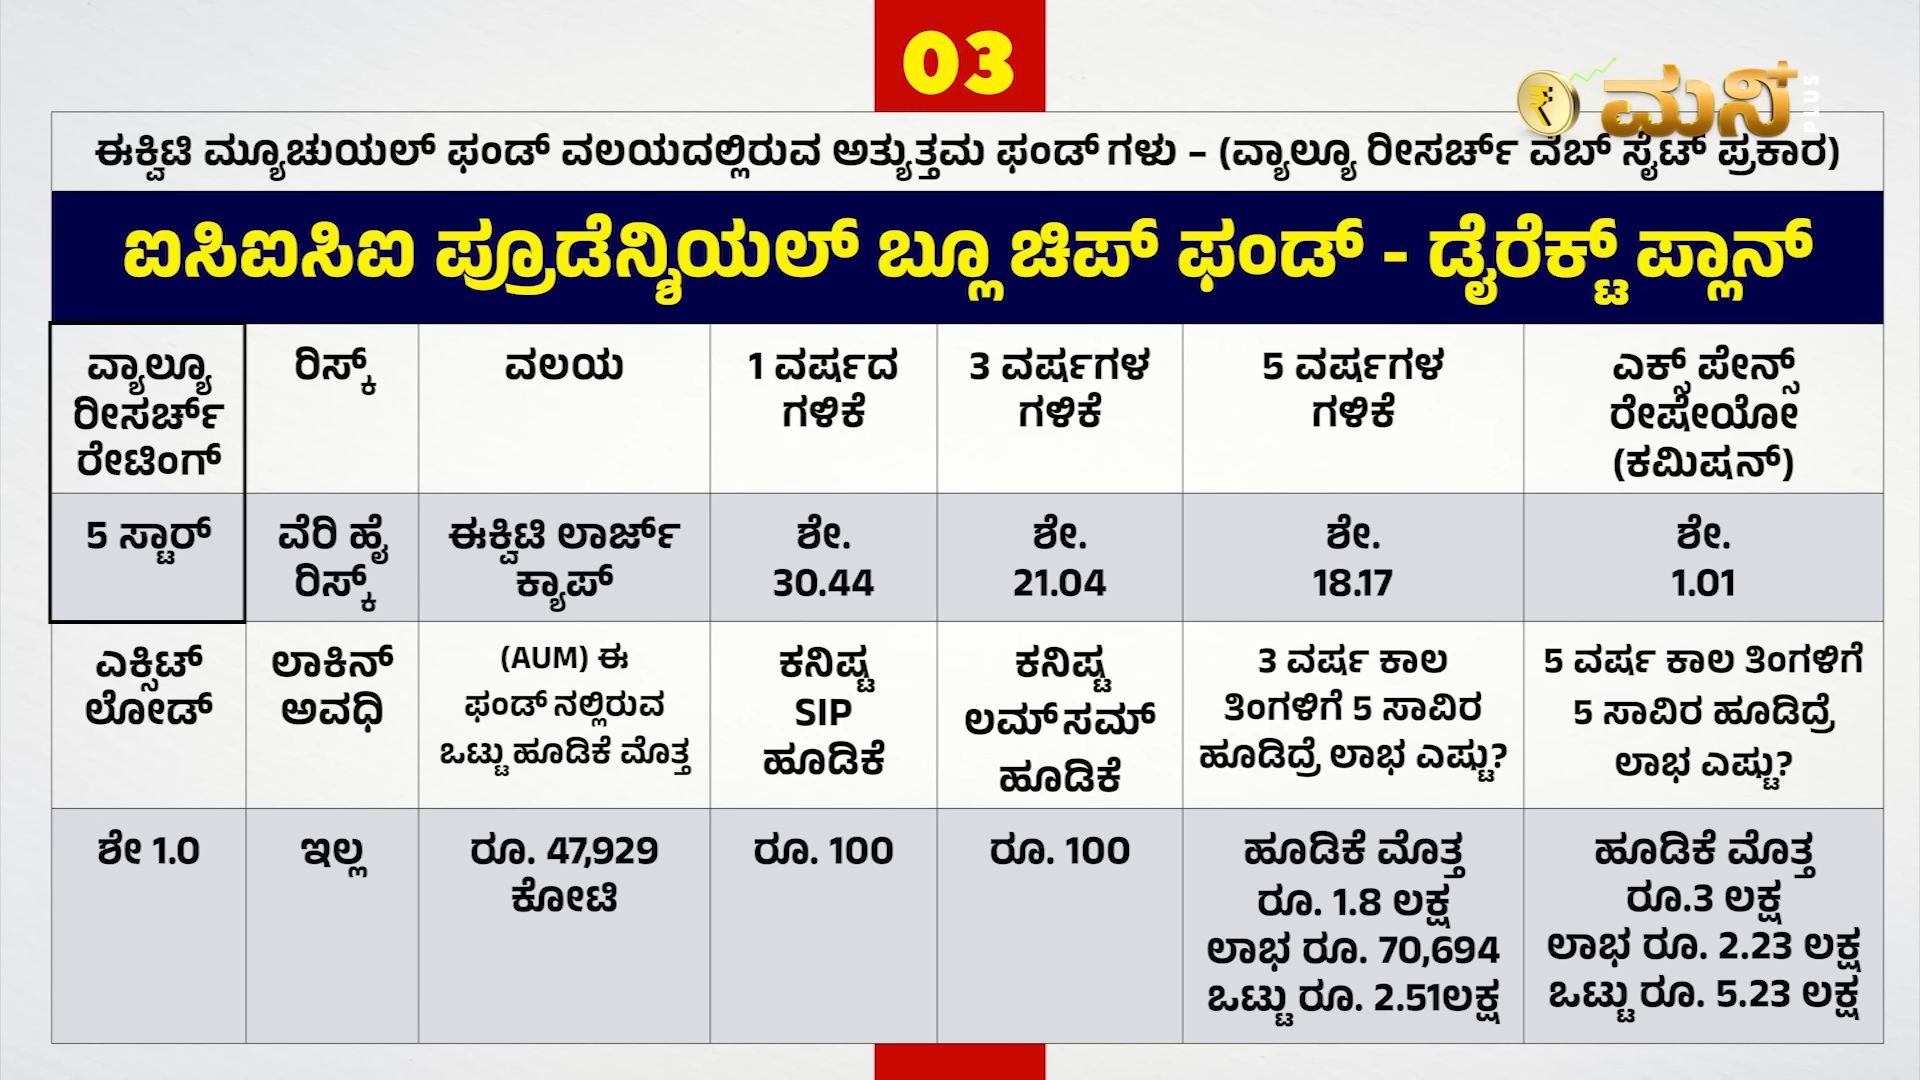 03
ಮನಿ+ PLUS
ಈಕ್ವಿಟಿ ಮ್ಯೂಚುಯಲ್ ಫಂಡ್ ವಲಯದಲ್ಲಿರುವ ಅತ್ಯುತ್ತಮ ಫಂಡ್ ಗಳು – (ವ್ಯಾಲ್ಯೂ ರೀಸರ್ಚ್ ವೆಬ್ ಸೈಟ್ ಪ್ರಕಾರ)
ಐಸಿಐಸಿಐ ಪ್ರೂಡೆನ್ಶಿಯಲ್ ಬ್ಲೂ ಚಿಪ್ ಫಂಡ್ - ಡೈರೆಕ್ಟ್ ಪ್ಲಾನ್
ವ್ಯಾಲ್ಯೂ
ರೀಸರ್ಚ್
ರೇಟಿಂಗ್
ರಿಸ್ಕ್
ವಲಯ
1 ವರ್ಷದ
ಗಳಿಕೆ
3 ವರ್ಷಗಳ
ಗಳಿಕೆ
5 ವರ್ಷಗಳ
ಗಳಿಕೆ
ಎಕ್ಸ್ ಪೇನ್ಸ್
ರೇಷೇಯೋ
(ಕಮಿಷನ್)
5 ಸ್ಟಾರ್
ವೆರಿ ಹೈ
ರಿಸ್ಕ್
ಈಕ್ವಿಟಿ ಲಾರ್ಜ್
ಕ್ಯಾಪ್
ಶೇ.
30.44
ಶೇ.
21.04
ಶೇ.
18.17
ಶೇ.
1.01
ಎಕ್ಸಿಟ್
ಲೋಡ್
ಲಾಕಿನ್
ಅವಧಿ
(AUM) ಈ
ಫಂಡ್ ನಲ್ಲಿರುವ
ಒಟ್ಟು ಹೂಡಿಕೆ ಮೊತ್ತ
ಕನಿಷ್ಟ
SIP
ಹೂಡಿಕೆ
ಕನಿಷ್ಟ
ಲಮ್ ಸಮ್
ಹೂಡಿಕೆ
3 ವರ್ಷ ಕಾಲ
ತಿಂಗಳಿಗೆ 5 ಸಾವಿರ
ಹೂಡಿದ್ರೆ ಲಾಭ ಎಷ್ಟು?
5 ವರ್ಷ ಕಾಲ ತಿಂಗಳಿಗೆ
5 ಸಾವಿರ ಹೂಡಿದ್ರೆ
ಲಾಭ ಎಷ್ಟು?
ಶೇ 1.0
ಇಲ್ಲ
ರೂ. 47,929
ಕೋಟಿ
ರೂ. 100
ರೂ. 100
ಹೂಡಿಕೆ ಮೊತ್ತ
ರೂ. 1.8 ಲಕ್ಷ
ಲಾಭ ರೂ. 70,694
ಒಟ್ಟು ರೂ. 2.51ಲಕ್ಷ
ಹೂಡಿಕೆ ಮೊತ್ತ
ರೂ.3 ಲಕ್ಷ
ಲಾಭ ರೂ. 2.23 ಲಕ್ಷ
ಒಟ್ಟು ರೂ. 5.23 ಲಕ್ಷ